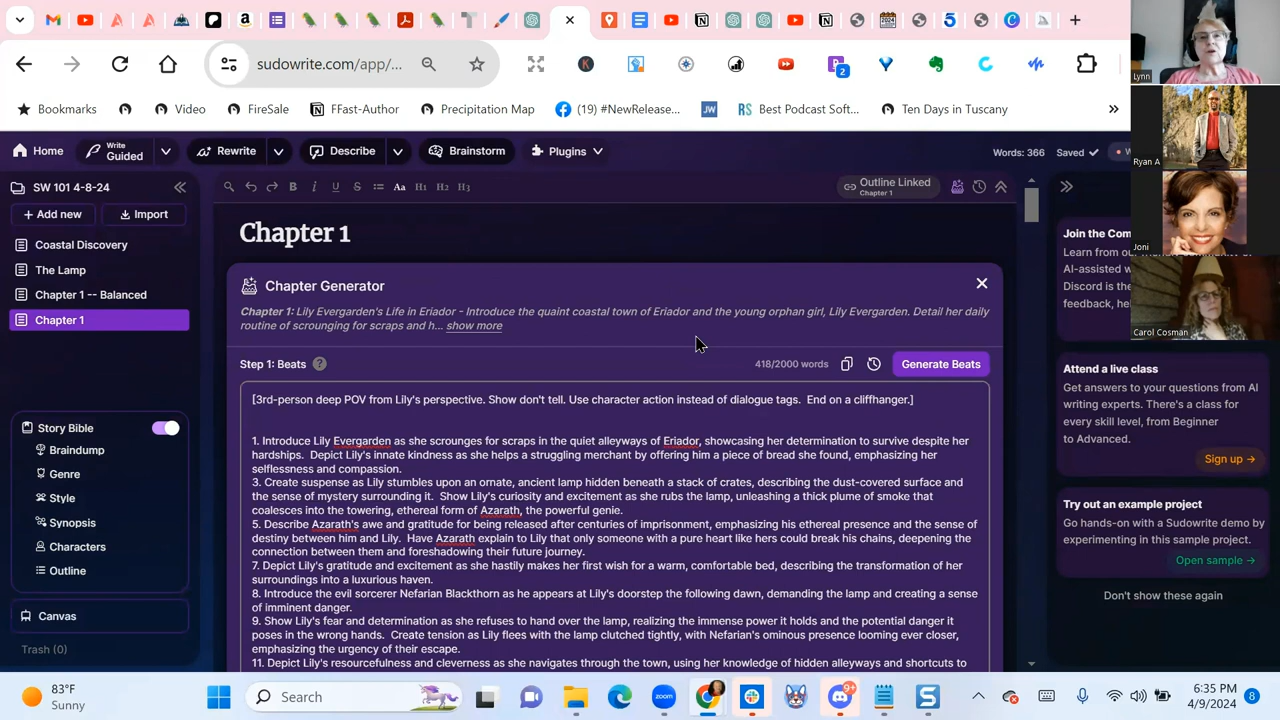 Lynn
sudowrite.com/app/...
2
Bookmarks
Video
FireSale
FFast-Author
Precipitation Map
(19) #NewRelease...
JW
RS Best Podcast Soft...
Ten Days in Tuscany
»
Ryan A
Home
Write
Guided
Rewrite
Describe
Brainstorm
Plugins
Words: 366
Saved
SW 101 4-8-24
B I U S Aa H1 H2 H3
Outline Linked
Chapter 1
+ Add new
Import
Coastal Discovery
The Lamp
Chapter 1 -- Balanced
Chapter 1
Chapter 1
Chapter Generator
Chapter 1: Lily Evergarden's Life in Eriador - Introduce the quaint coastal town of Eriador and the young orphan girl, Lily Evergarden. Detail her daily
routine of scrounging for scraps and h... show more
Step 1: Beats
?
418/2000 words
Generate Beats
[3rd-person deep POV from Lily's perspective. Show don't tell. Use character action instead of dialogue tags. End on a cliffhanger.]
1. Introduce Lily Evergarden as she scrounges for scraps in the quiet alleyways of Eriador, showcasing her determination to survive despite her
hardships. Depict Lily's innate kindness as she helps a struggling merchant by offering him a piece of bread she found, emphasizing her
selflessness and compassion.
3. Create suspense as Lily stumbles upon an ornate, ancient lamp hidden beneath a stack of crates, describing the dust-covered surface and
the sense of mystery surrounding it. Show Lily's curiosity and excitement as she rubs the lamp, unleashing a thick plume of smoke that
coalesces into the towering, ethereal form of Azarath, the powerful genie.
5. Describe Azarath's awe and gratitude for being released after centuries of imprisonment, emphasizing his ethereal presence and the sense of
destiny between him and Lily. Have Azarath explain to Lily that only someone with a pure heart like hers could break his chains, deepening the
connection between them and foreshadowing their future journey.
7. Depict Lily's gratitude and excitement as she hastily makes her first wish for a warm, comfortable bed, describing the transformation of her
surroundings into a luxurious haven.
8. Introduce the evil sorcerer Nefarian Blackthorn as he appears at Lily's doorstep the following dawn, demanding the lamp and creating a sense
of imminent danger.
9. Show Lily's fear and determination as she refuses to hand over the lamp, realizing the immense power it holds and the potential danger it
poses in the wrong hands. Create tension as Lily flees with the lamp clutched tightly, with Nefarian's ominous presence looming ever closer,
emphasizing the urgency of their escape.
11. Depict Lily's resourcefulness and cleverness as she navigates through the town, using her knowledge of hidden alleyways and shortcuts to
Story Bible
Braindump
Genre
Style
Synopsis
Characters
Outline
Canvas
Trash (0)
Joni
Join the Com
Learn from
AI-assisted w
Discord is the
feedback, he
Carol Cosman
Attend a live class
Get answers to your questions from AI
writing experts. There's a class for
every level, from Beginner
to Advanced.
Sign up →
Try out an example project
Go hands-on with a Sudowrite demo by
experimenting in this sample project.
Open sample →
Don't show these again
83°F
Sunny
Search
zoom
9+
6:35 PM
4/9/2024
8